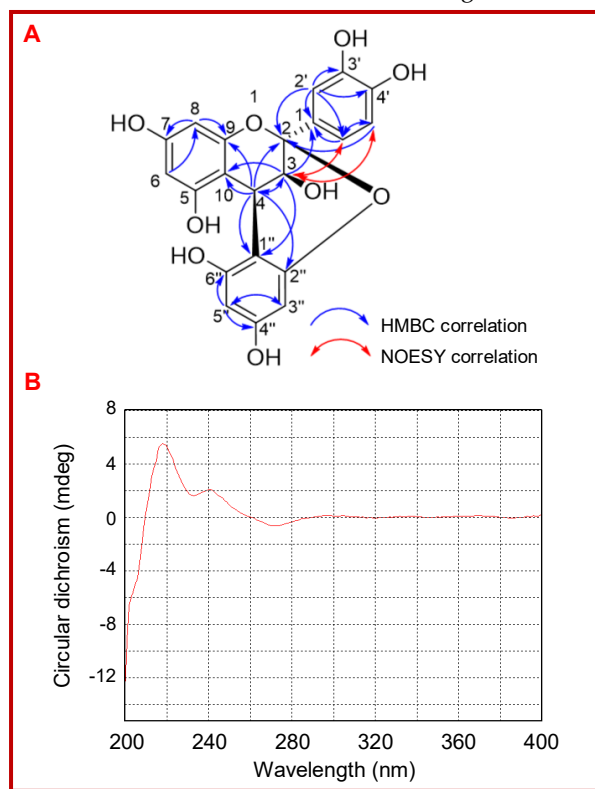 A
OH
3'
OH
2'
4'
8
1
1
7
9
O
2
HO
3
6
OH
O
5
10
4
OH
1"
HO
6"
2"
5"
3"
4"
OH
HMBC correlation
NOESY correlation
B
Circular dichroism (mdeg)
8
4
0
-4
-8
-12
200 240 280 320 360 400
Wavelength (nm)